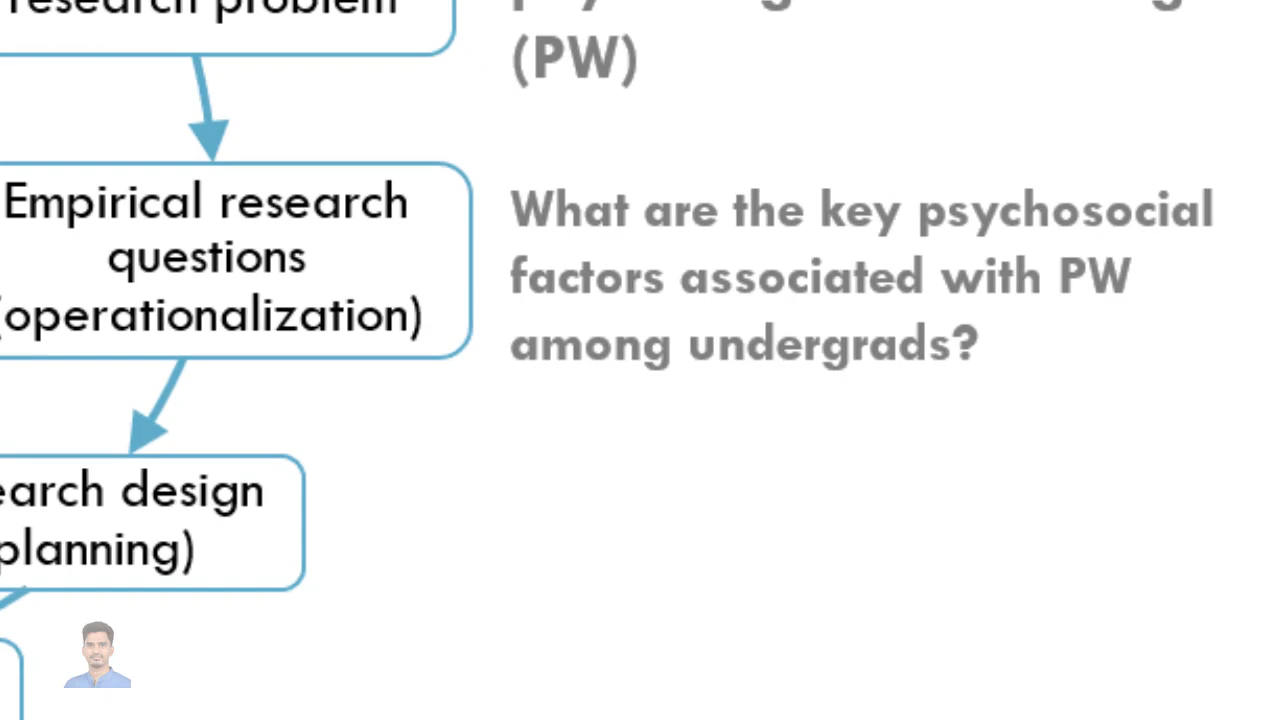 research problem
(PW)
Empirical research
questions
(operationalization)
What are the key psychosocial
factors associated with PW
among undergrads?
design
planning)